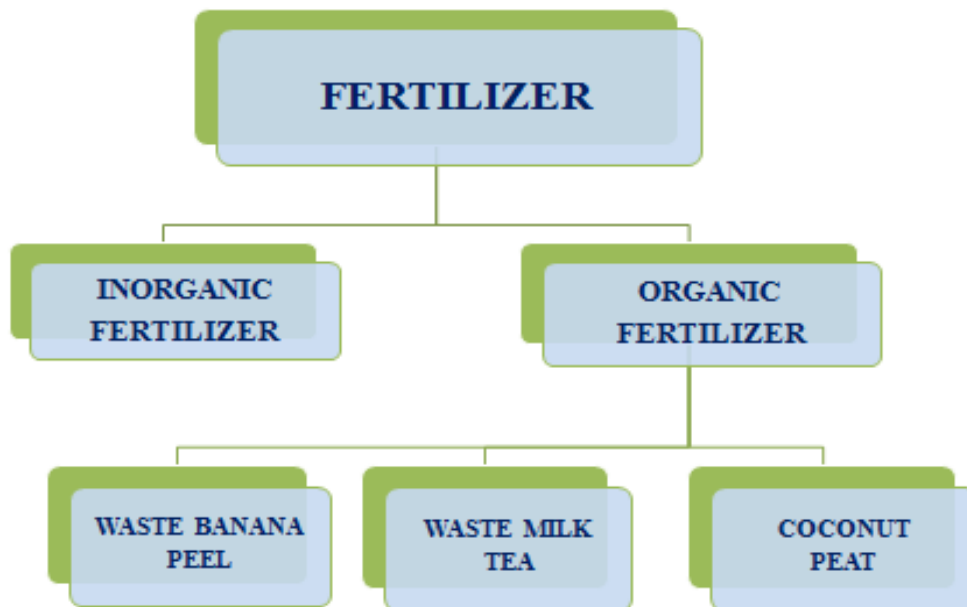 FERTILIZER
INORGANIC
FERTILIZER
ORGANIC
FERTILIZER
WASTE BANANA
PEEL
WASTE MILK
TEA
COCONUT
PEAT